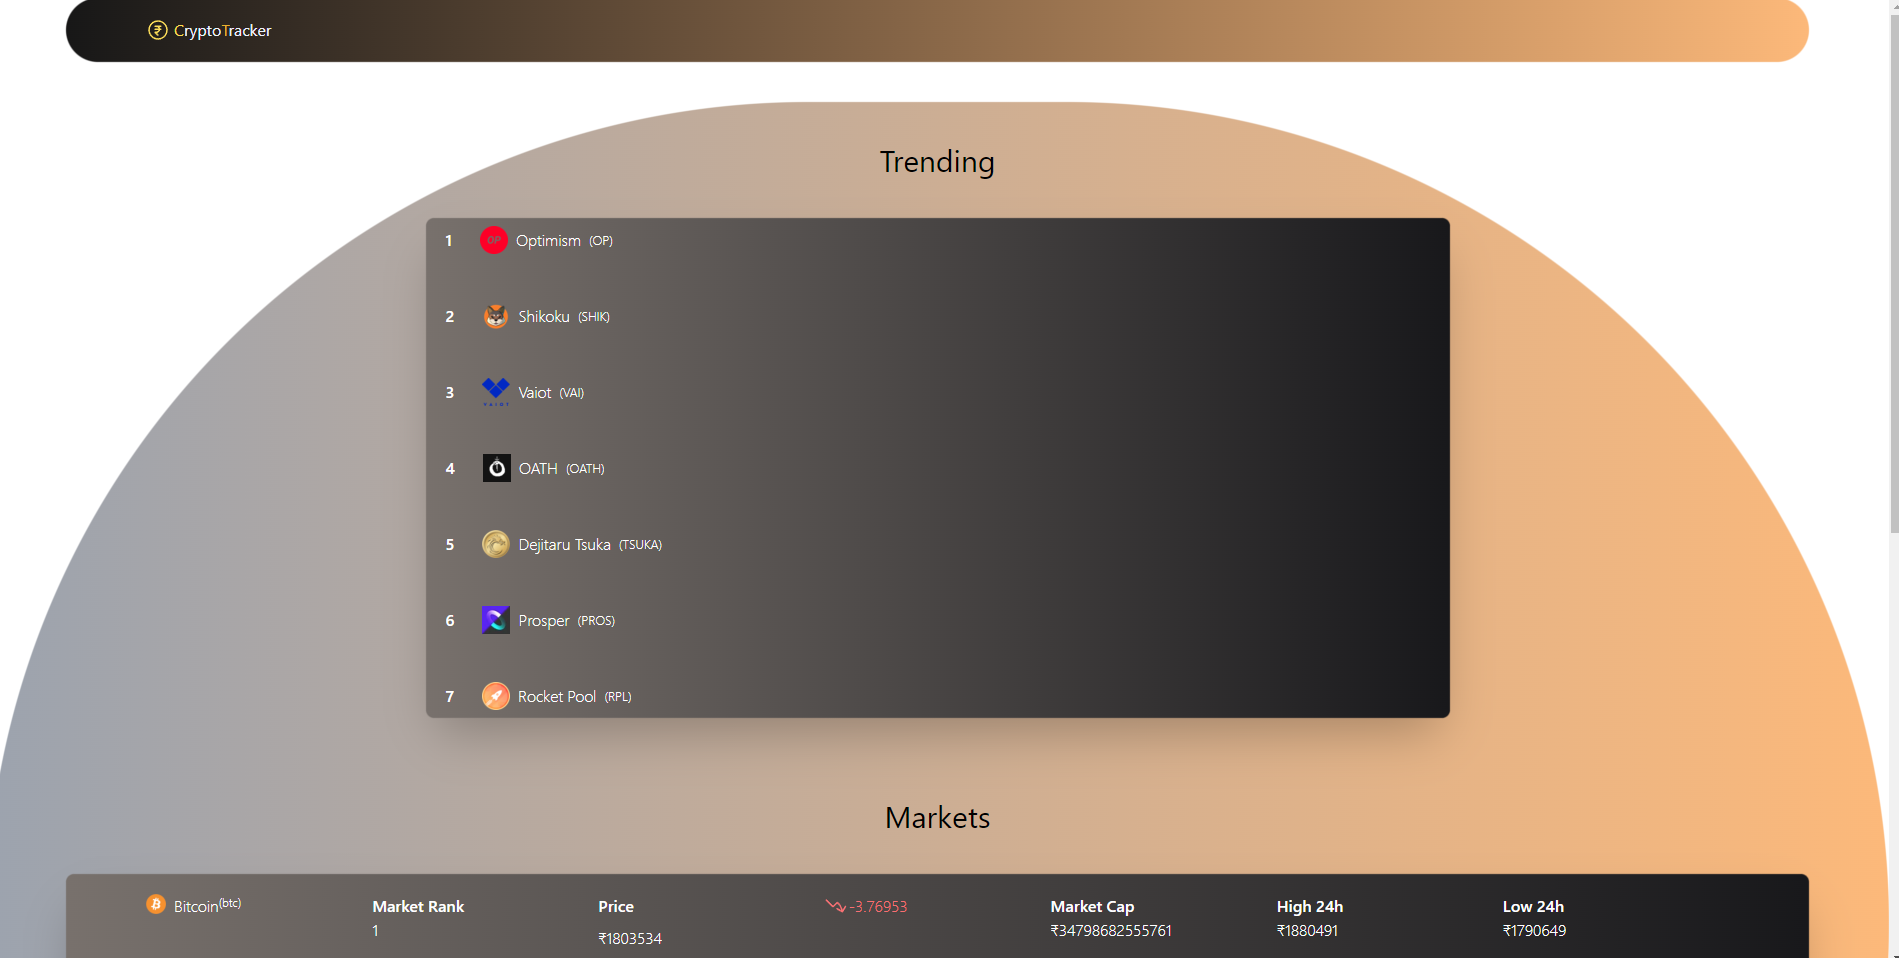 CryptoTracker
Trending
1 OP Optimism (OP)
2 Shikoku (SHIK)
3 Vaiot (VAI)
VAIOT
4 OATH (OATH)
5 Dejitaru Tsuka (TSUKA)
6 Prosper (PROS)
7 Rocket Pool (RPL)
Markets
Bitcoin(btc) Market Rank Price -3.76953 Market Cap High 24h Low 24h
1 ₹1803534 ₹34798682555761 ₹1880491 ₹1790649